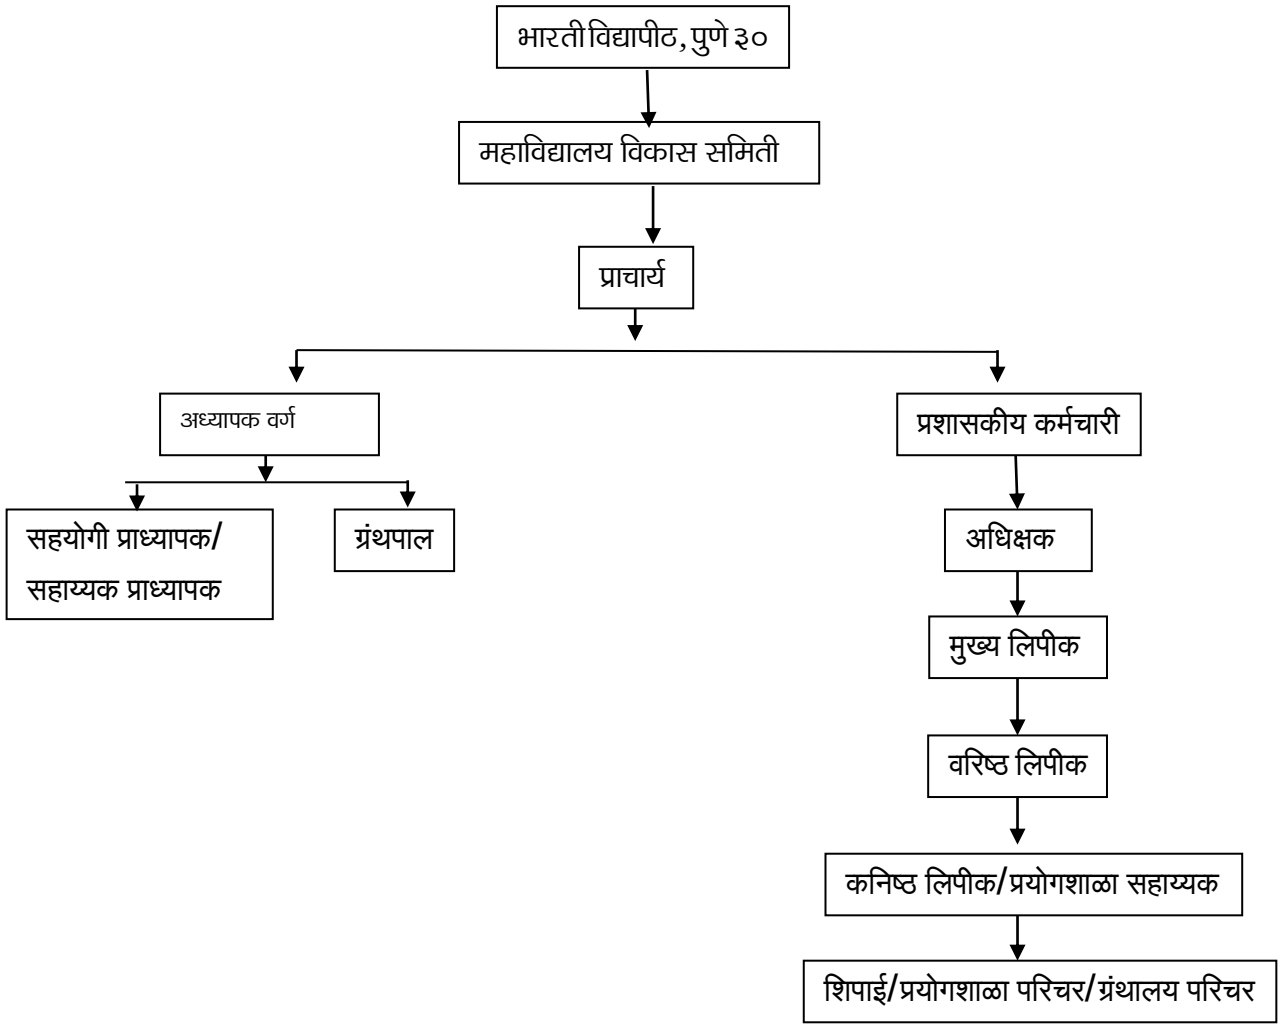 भारती विद्यापीठ, पुणे ३०
महाविद्यालय विकास समिती
प्राचार्य
अध्यापक वर्ग
प्रशासकीय कर्मचारी
सहयोगी प्राध्यापक/
सहाय्यक प्राध्यापक
ग्रंथपाल
अधिक्षक
मुख्य लिपीक
वरिष्ठ लिपीक
कनिष्ठ लिपीक/प्रयोगशाळा सहाय्यक
शिपाई/प्रयोगशाळा परिचर/ग्रंथालय परिचर